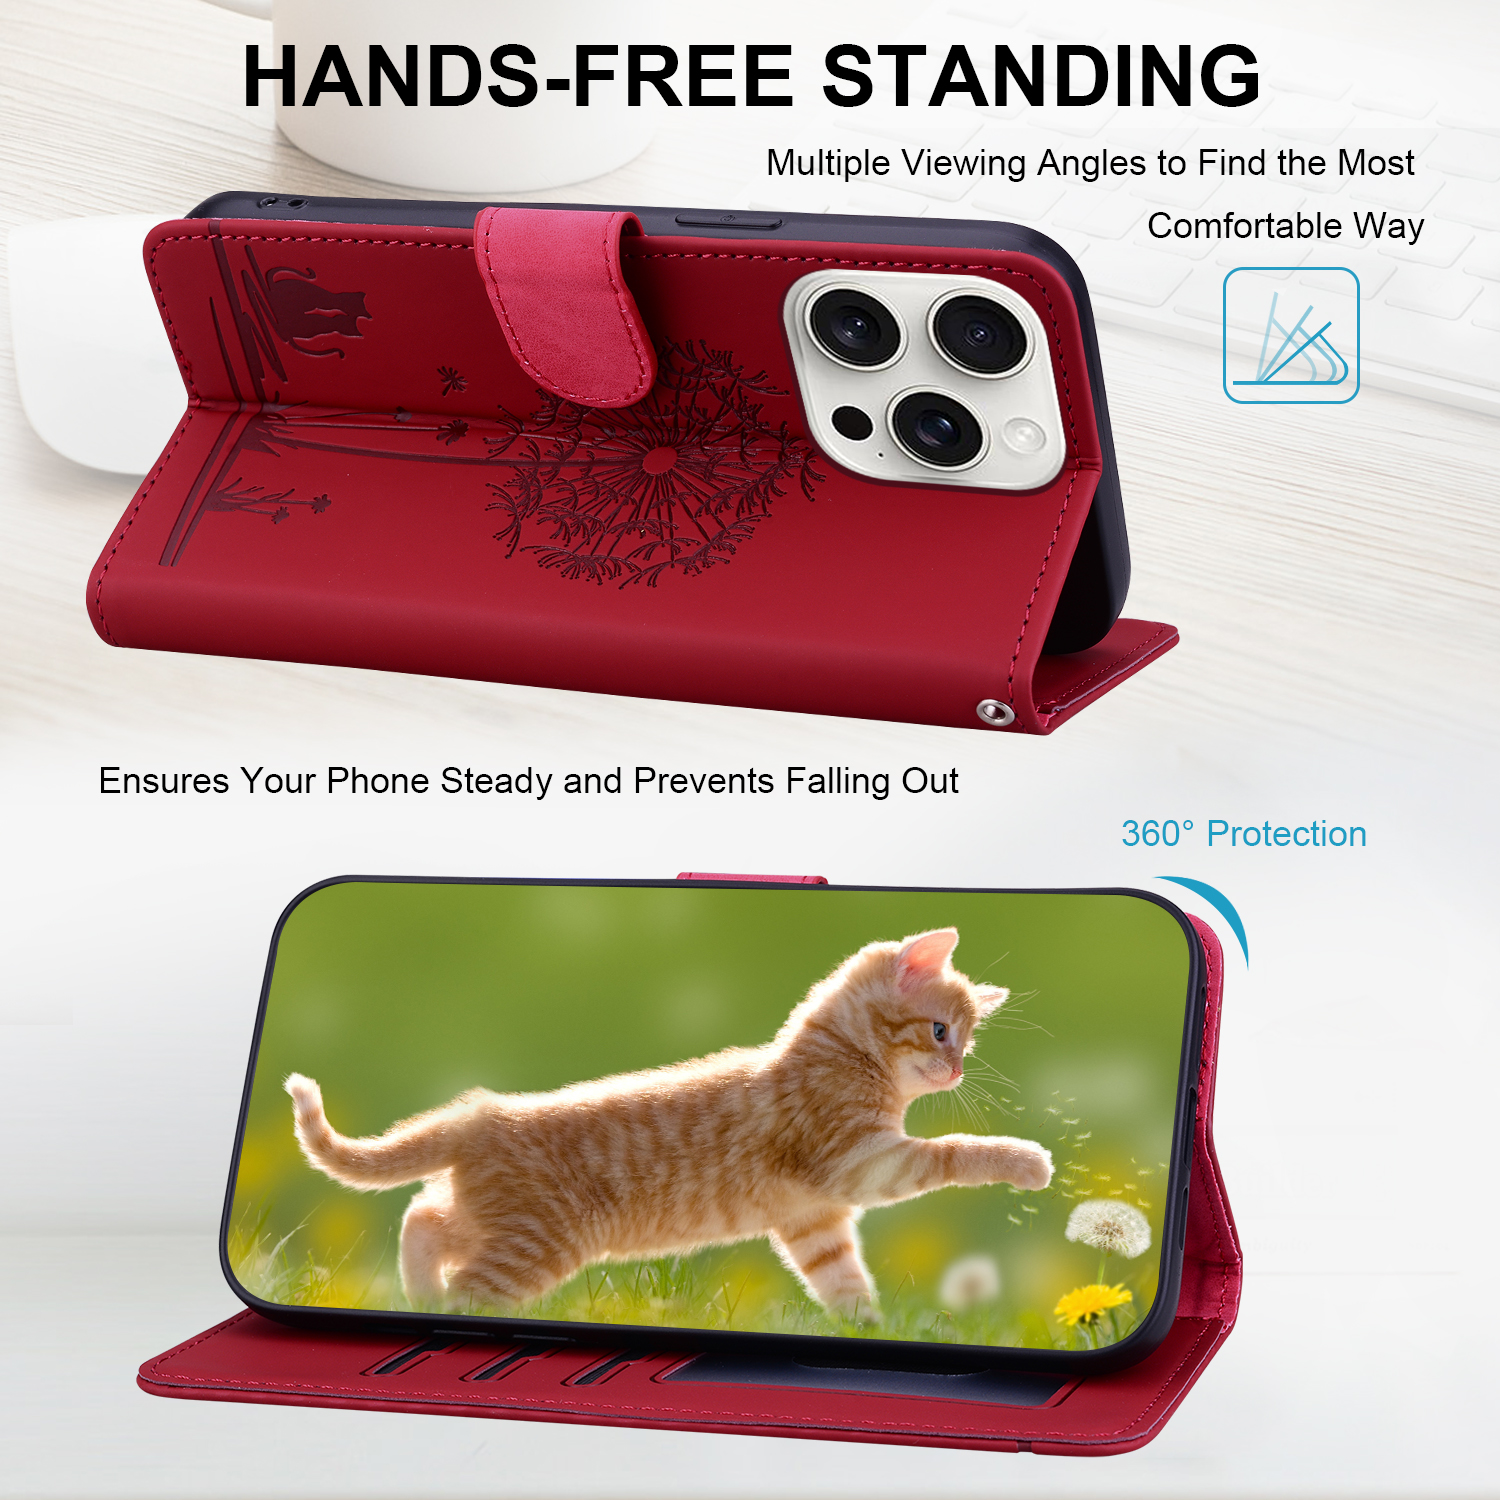 HANDS-FREE STANDING
Multiple Viewing Angles to Find the Most
Comfortable Way
Ensures Your Phone Steady and Prevents Falling Out
360° Protection